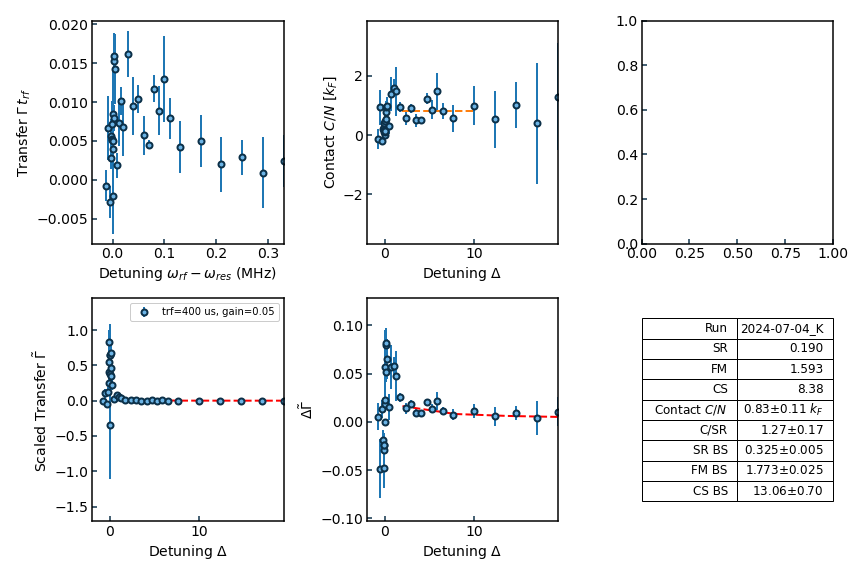 0.020
0.015
0.010
0.005
0.000
−0.005
0.0 0.1 0.2 0.3
Transfer Γ t_rf
Detuning ω_rf − ω_res (MHz)
2
0
−2
0 10
Contact C/N [k_F]
Detuning Δ
1.0
0.8
0.6
0.4
0.2
0.0
0.00 0.25 0.50 0.75 1.00
trf=400 us, gain=0.05
1.0
0.5
0.0
−0.5
−1.0
−1.5
0 10
Scaled Transfer Γ̃
Detuning Δ
0.10
0.05
0.00
−0.05
−0.10
0 10
ΔΓ̃
Detuning Δ
Run 2024-07-04_K
SR 0.190
FM 1.593
CS 8.38
Contact C/N 0.83±0.11 k_F
C/SR 1.27±0.17
SR BS 0.325±0.005
FM BS 1.773±0.025
CS BS 13.06±0.70